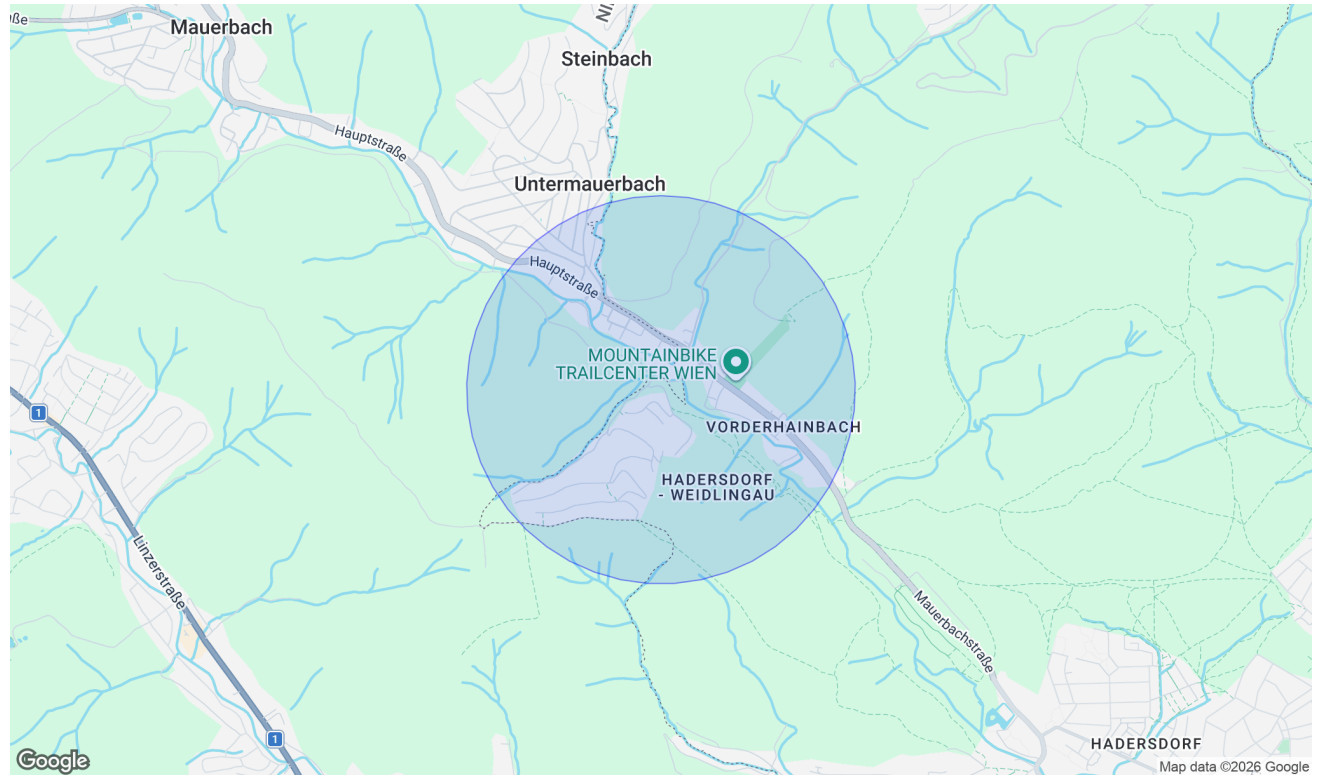 Mauerbach
Steinbach
Hauptstraße
Untermauerbach
Hauptstraße
MOUNTAINBIKE
TRAILCENTER WIEN
1
VORDERHAINBACH
HADERSDORF
- WEIDLINGAU
Linzerstraße
Mauerbachstraße
1
HADERSDORF
Google
Map data ©2026 Google